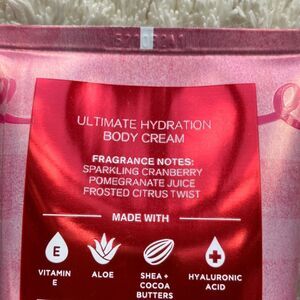 ULTIMATE HYDRATION
BODY CREAM
FRAGRANCE NOTES:
SPARKLING CRANBERRY
POMEGRANATE JUICE
FROSTED CITRUS TWIST
MADE WITH
E
VITAMIN
E
ALOE
SHEA +
COCOA
BUTTERS
HYALURONIC
ACID